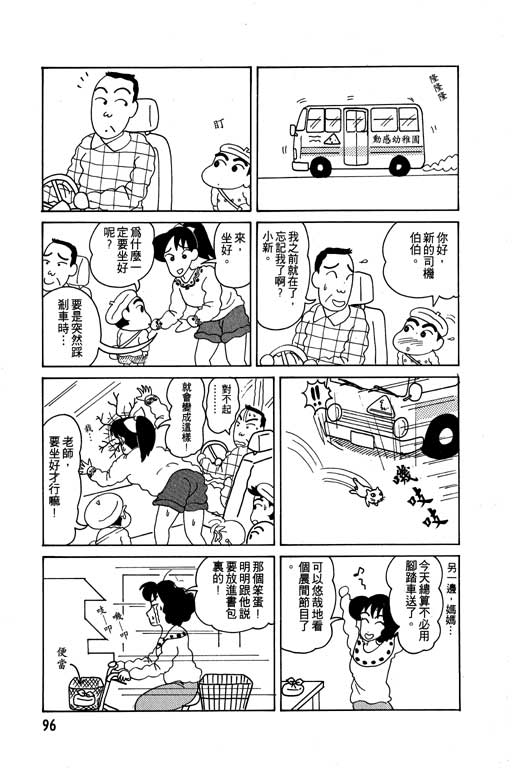 隆隆隆
動感幼稚園
盯
你好,
新的司機
伯伯。
我之前就在了,
忘記我了啊?
小新。
來,
坐好。
爲什麼一
定要坐好
呢?
要是突然踩
剎車時…
!!
嘰吱吱
對不起
………
就會變成這樣!
老師,
要坐好才行嘛!
另一邊,媽媽…
今天總算不必用
腳踏車送了。
可以悠哉地看
個晨間節目了
那個笨蛋!
明明跟他說
要放進書包
裏的!
嘰—叩
吱—叩
便當
96